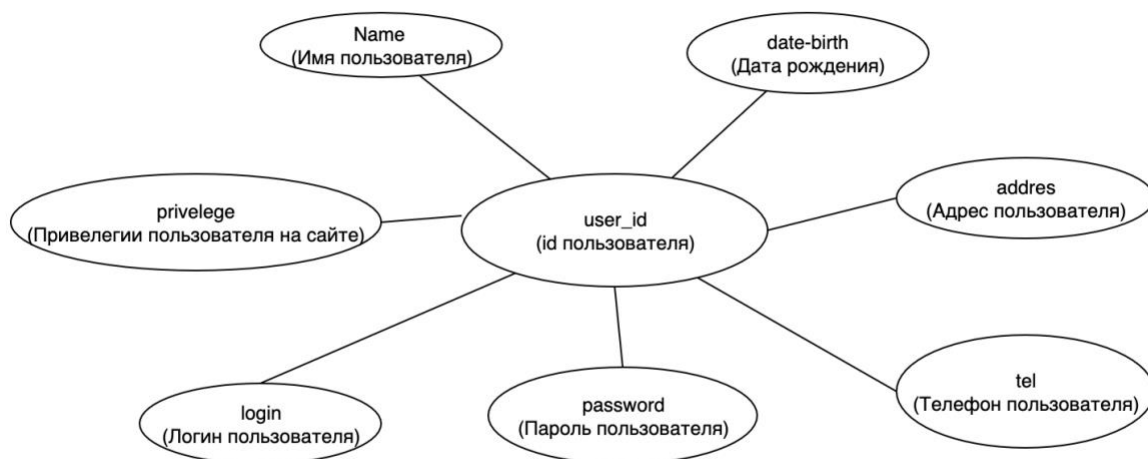 Name
(Имя пользователя)
date-birth
(Дата рождения)
privelege
(Привелегии пользователя на сайте)
user_id
(id пользователя)
addres
(Адрес пользователя)
login
(Логин пользователя)
password
(Пароль пользователя)
tel
(Телефон пользователя)